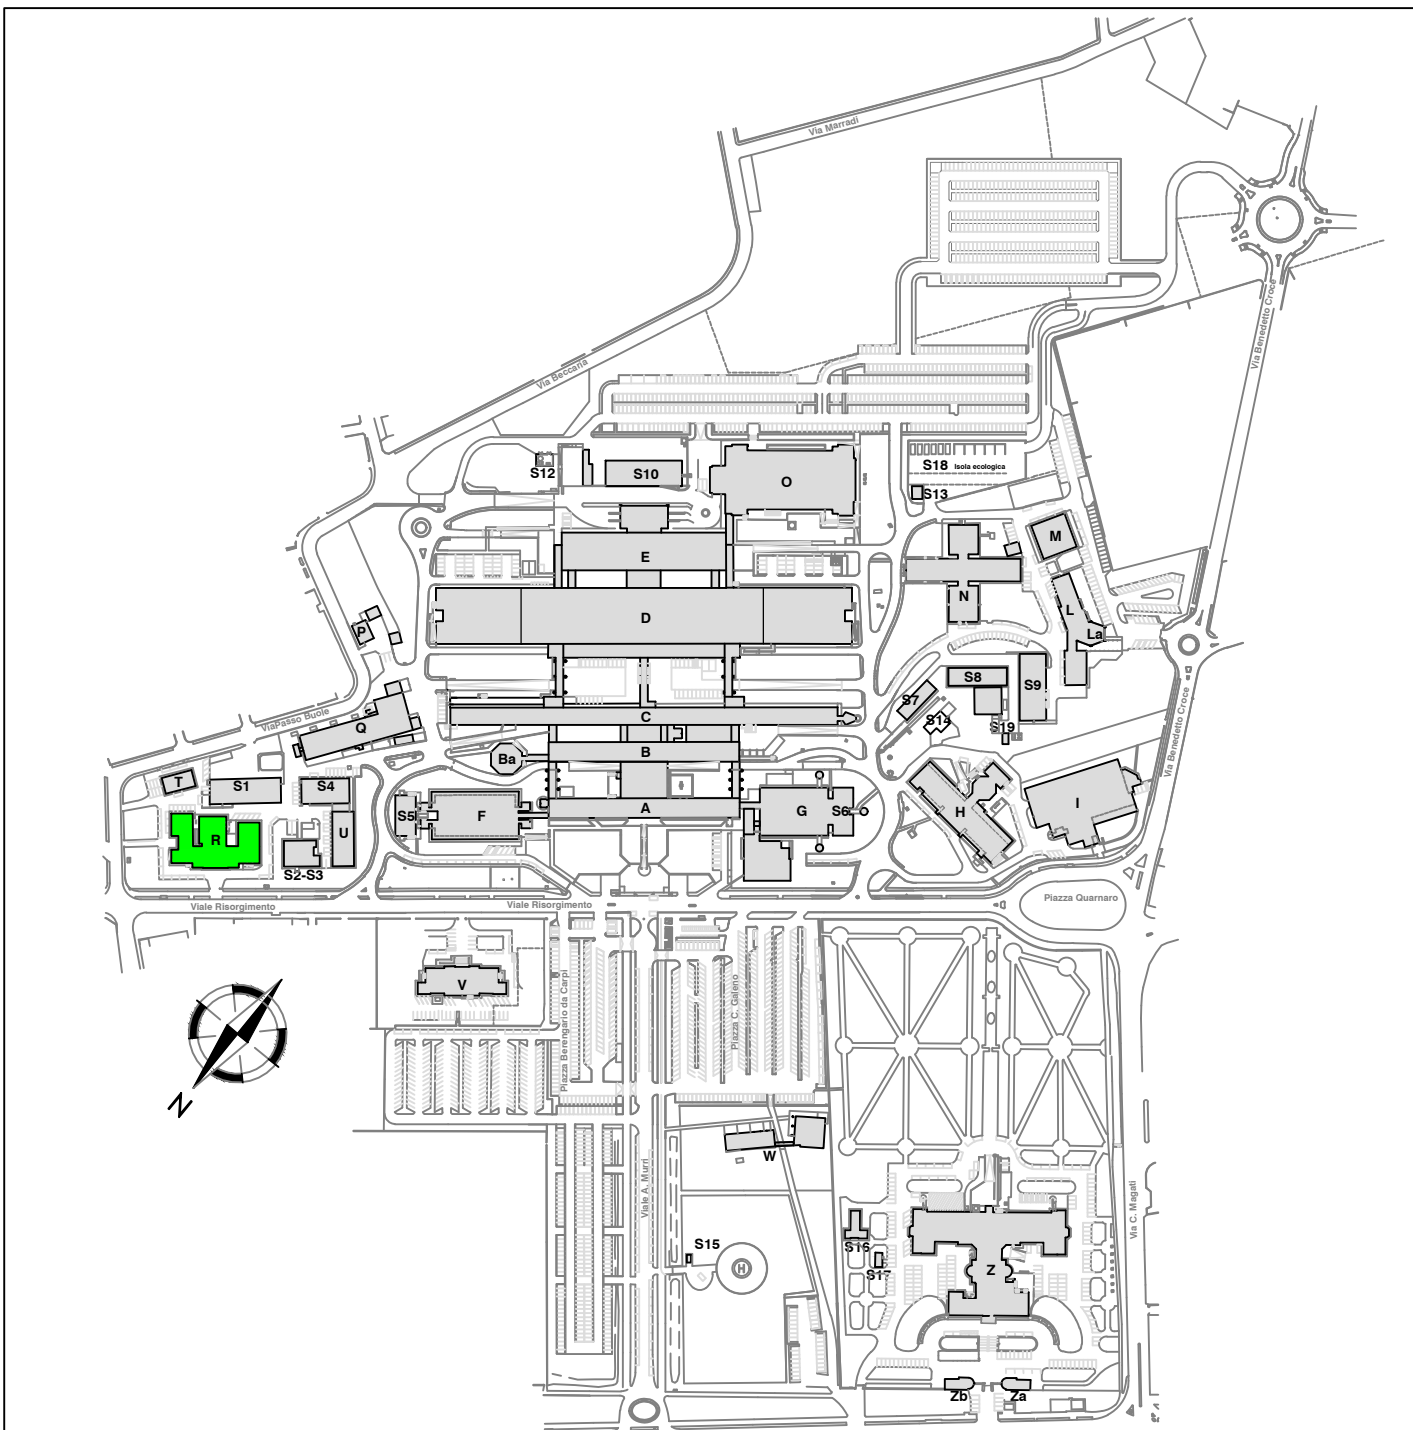 Via Marradi
Via Benedetto Croce
Via Beccaria
S12
S10
O
S18 Isola ecologica
S13
M
E
N
L
La
D
P
S8
S9
S7
S14
S19
ViaPasso Buole
Q
C
Via Benedetto Croce
B
Ba
T
S1
S4
A
S5
F
G
S6
H
I
R
U
S2-S3
Viale Risorgimento
Viale Risorgimento
Piazza Quarnaro
V
Piazza Berengario da Carpi
Piazza C. Galeno
N
W
Viale A. Murri
Via C. Magati
S15
H
S16
S17
Z
Zb
Za